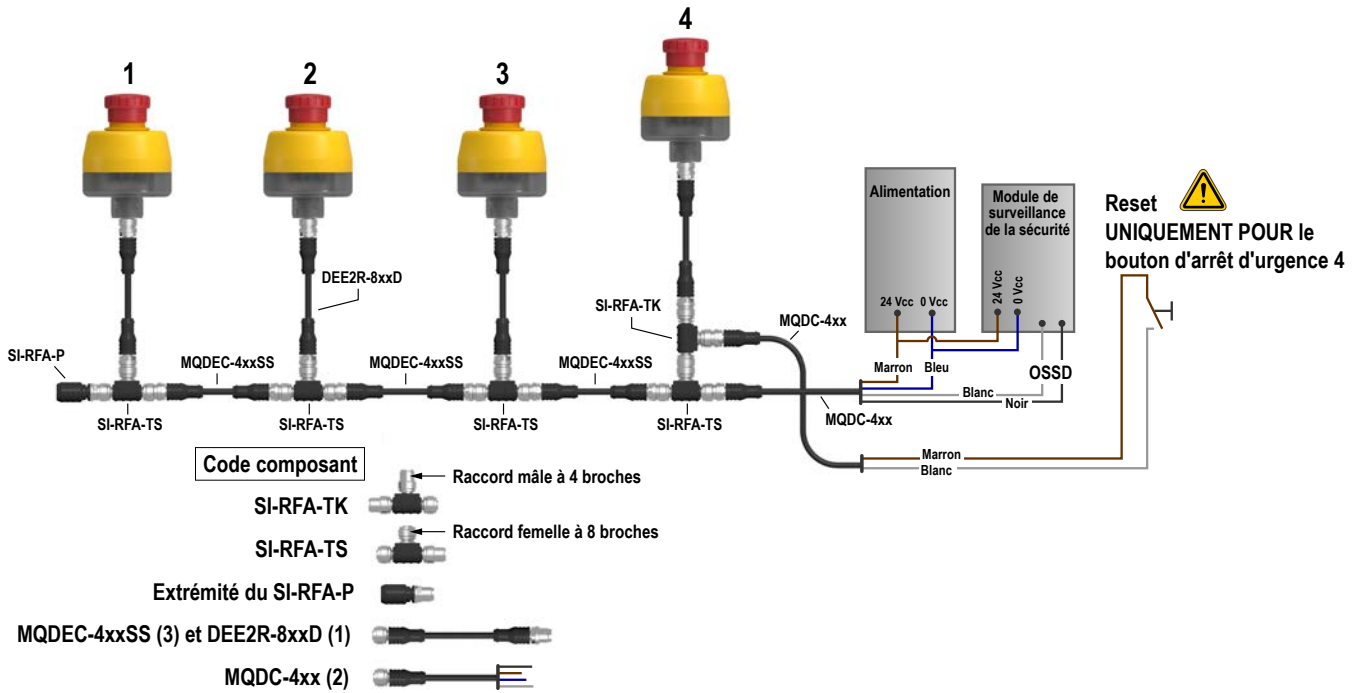 1
2
3
4
DEE2R-8xxD
SI-RFA-TK
MQDC-4xx
SI-RFA-P
MQDEC-4xxSS
MQDEC-4xxSS
MQDEC-4xxSS
SI-RFA-TS
SI-RFA-TS
SI-RFA-TS
SI-RFA-TS
MQDC-4xx
Alimentation
24 Vcc
0 Vcc
Module de
surveillance
de la sécurité
24 Vcc
0 Vcc
Marron
Bleu
OSSD
Blanc
Noir
Reset
UNIQUEMENT POUR le
bouton d'arrêt d'urgence 4
Marron
Blanc
Code composant
SI-RFA-TK
Raccord mâle à 4 broches
SI-RFA-TS
Raccord femelle à 8 broches
Extrémité du SI-RFA-P
MQDEC-4xxSS (3) et DEE2R-8xxD (1)
MQDC-4xx (2)